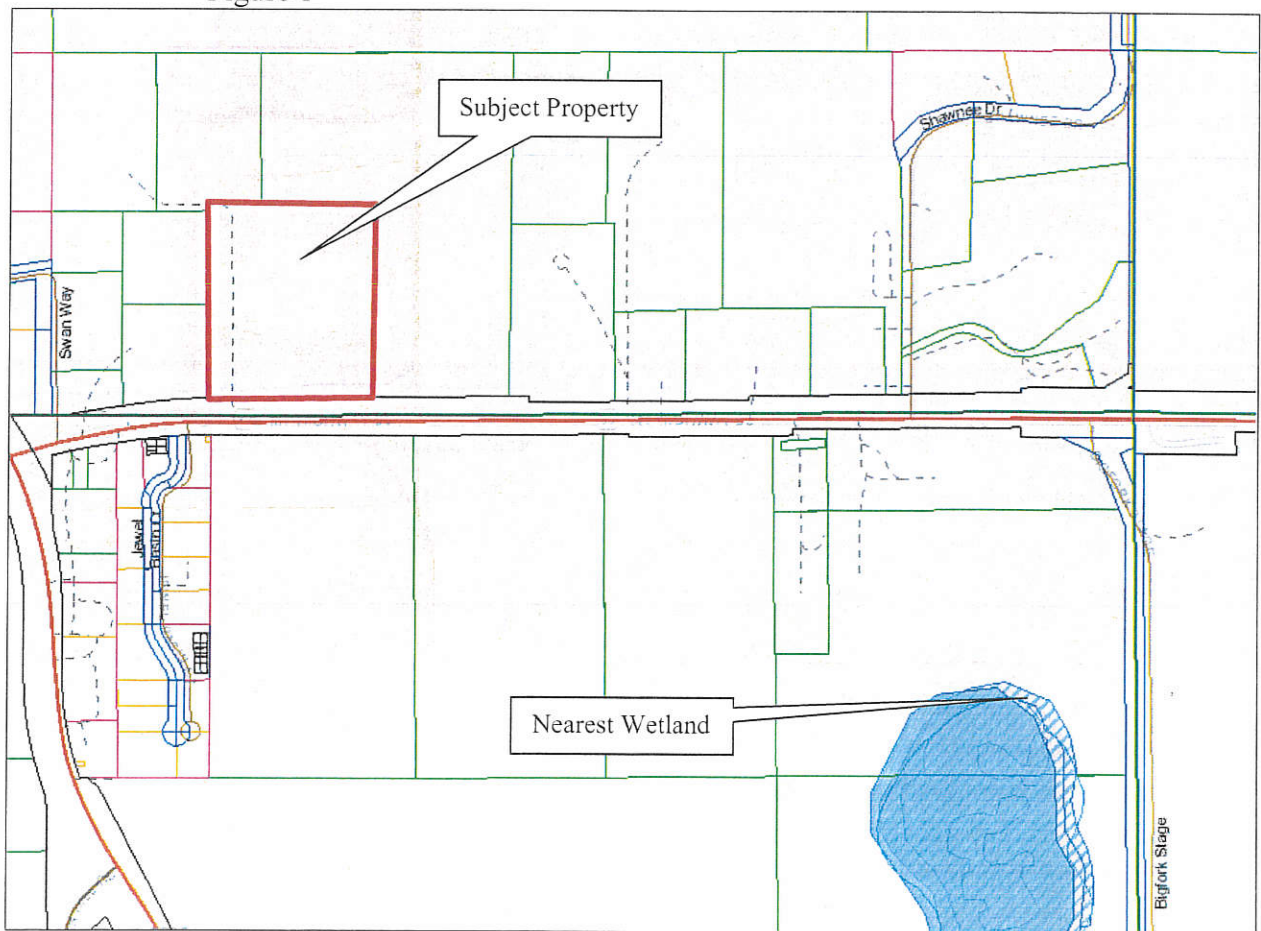 Subject Property
Shawnee Dr
Swan Way
Jewel
Basin Ct
Nearest Wetland
Bigfork Stage